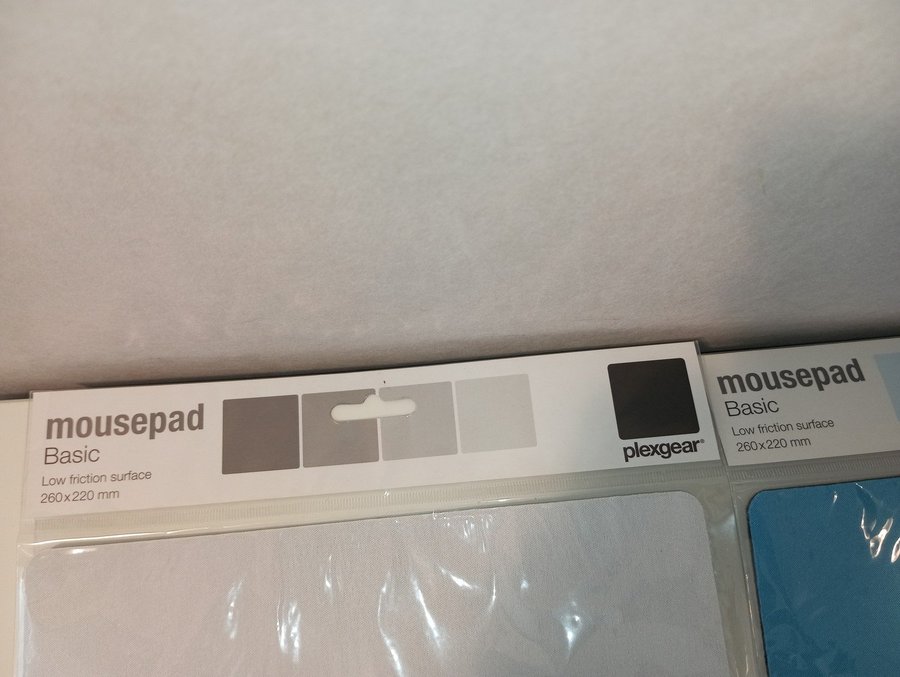 mousepad
Basic
Low friction surface
260x220 mm
plexgear®
mousepad
Basic
Low friction surface
260x220 mm